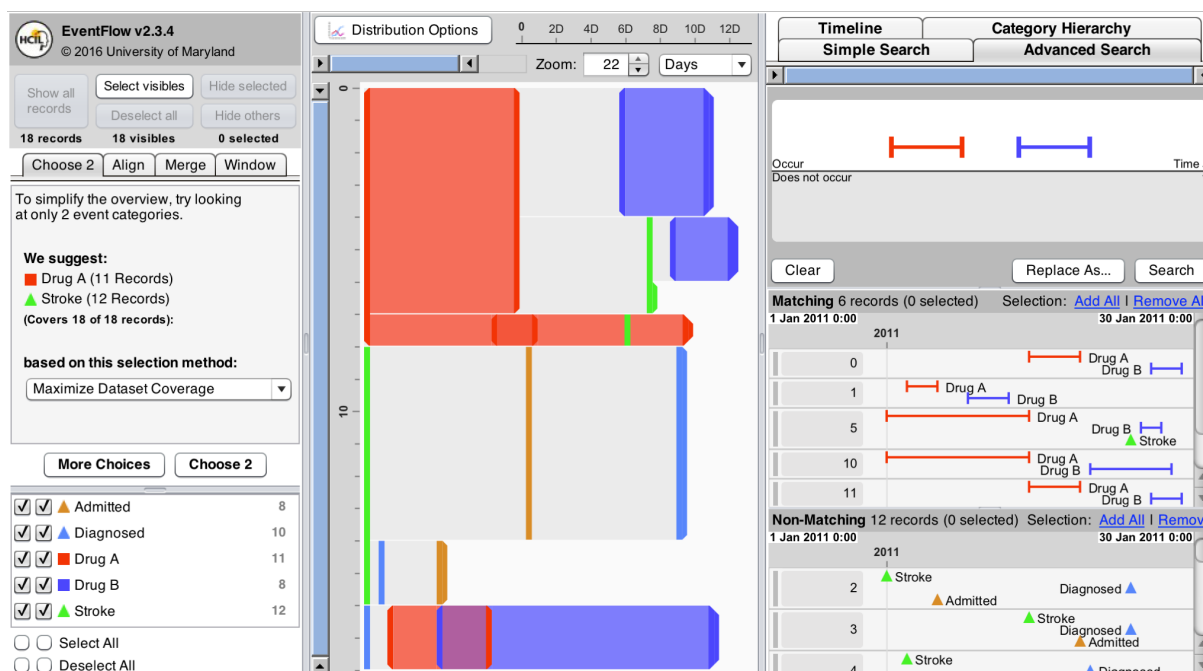 HCIL
EventFlow v2.3.4
© 2016 University of Maryland
Show all
records
Select visibles
Hide selected
Deselect all
Hide others
18 records
18 visibles
0 selected
Choose 2
Align
Merge
Window
To simplify the overview, try looking
at only 2 event categories.
We suggest:
Drug A (11 Records)
Stroke (12 Records)
(Covers 18 of 18 records):
based on this selection method:
Maximize Dataset Coverage
More Choices
Choose 2
Admitted 8
Diagnosed 10
Drug A 11
Drug B 8
Stroke 12
Select All
Deselect All
Distribution Options
0 2D 4D 6D 8D 10D 12D
Zoom: 22 Days
0
10
Timeline
Category Hierarchy
Simple Search
Advanced Search
Occur
Time
Does not occur
Clear
Replace As...
Search
Matching 6 records (0 selected) Selection: Add All I Remove Al
1 Jan 2011 0:00
30 Jan 2011 0:00
2011
0
Drug A
Drug B
1
Drug A
Drug B
5
Drug A
Drug B
Stroke
10
Drug A
Drug B
11
Drug A
Drug B
Non-Matching 12 records (0 selected) Selection: Add All I Remov
1 Jan 2011 0:00
30 Jan 2011 0:00
2011
2
Stroke
Diagnosed
Admitted
3
Stroke
Diagnosed
Admitted
4
Stroke
Diagnosed